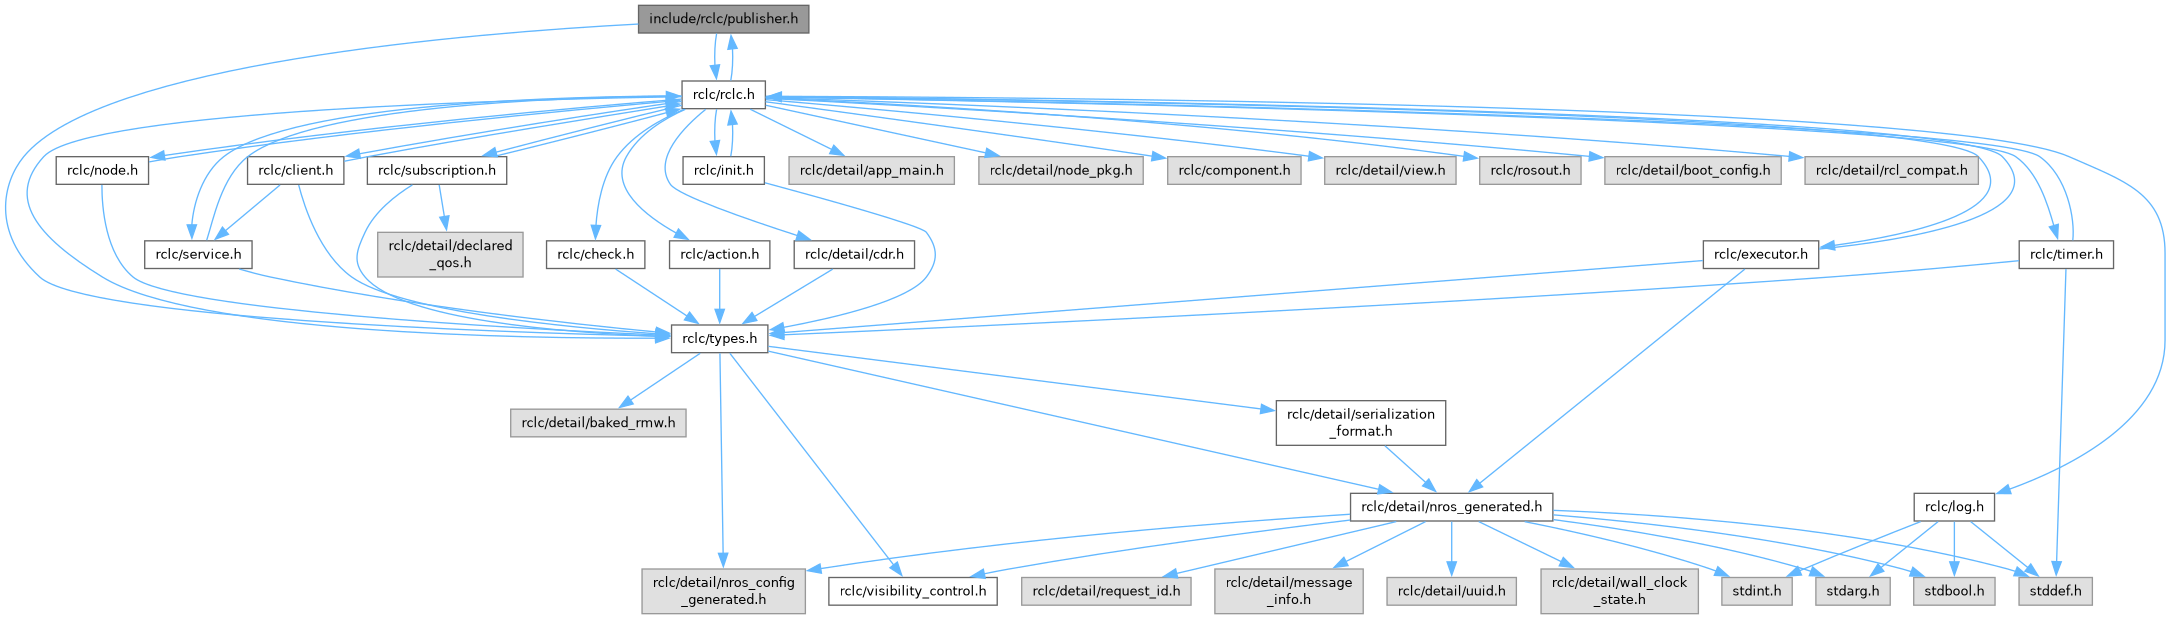 include/rclc/publisher.h
rclc/rclc.h
rclc/node.h
rclc/client.h
rclc/subscription.h
rclc/init.h
rclc/detail/app_main.h
rclc/detail/node_pkg.h
rclc/component.h
rclc/detail/view.h
rclc/rosout.h
rclc/detail/boot_config.h
rclc/detail/rcl_compat.h
rclc/service.h
rclc/detail/declared
_qos.h
rclc/check.h
rclc/action.h
rclc/detail/cdr.h
rclc/executor.h
rclc/timer.h
rclc/types.h
rclc/detail/baked_rmw.h
rclc/detail/serialization
_format.h
rclc/detail/nros_generated.h
rclc/log.h
rclc/detail/nros_config
_generated.h
rclc/visibility_control.h
rclc/detail/request_id.h
rclc/detail/message
_info.h
rclc/detail/uuid.h
rclc/detail/wall_clock
_state.h
stdint.h
stdarg.h
stdbool.h
stddef.h